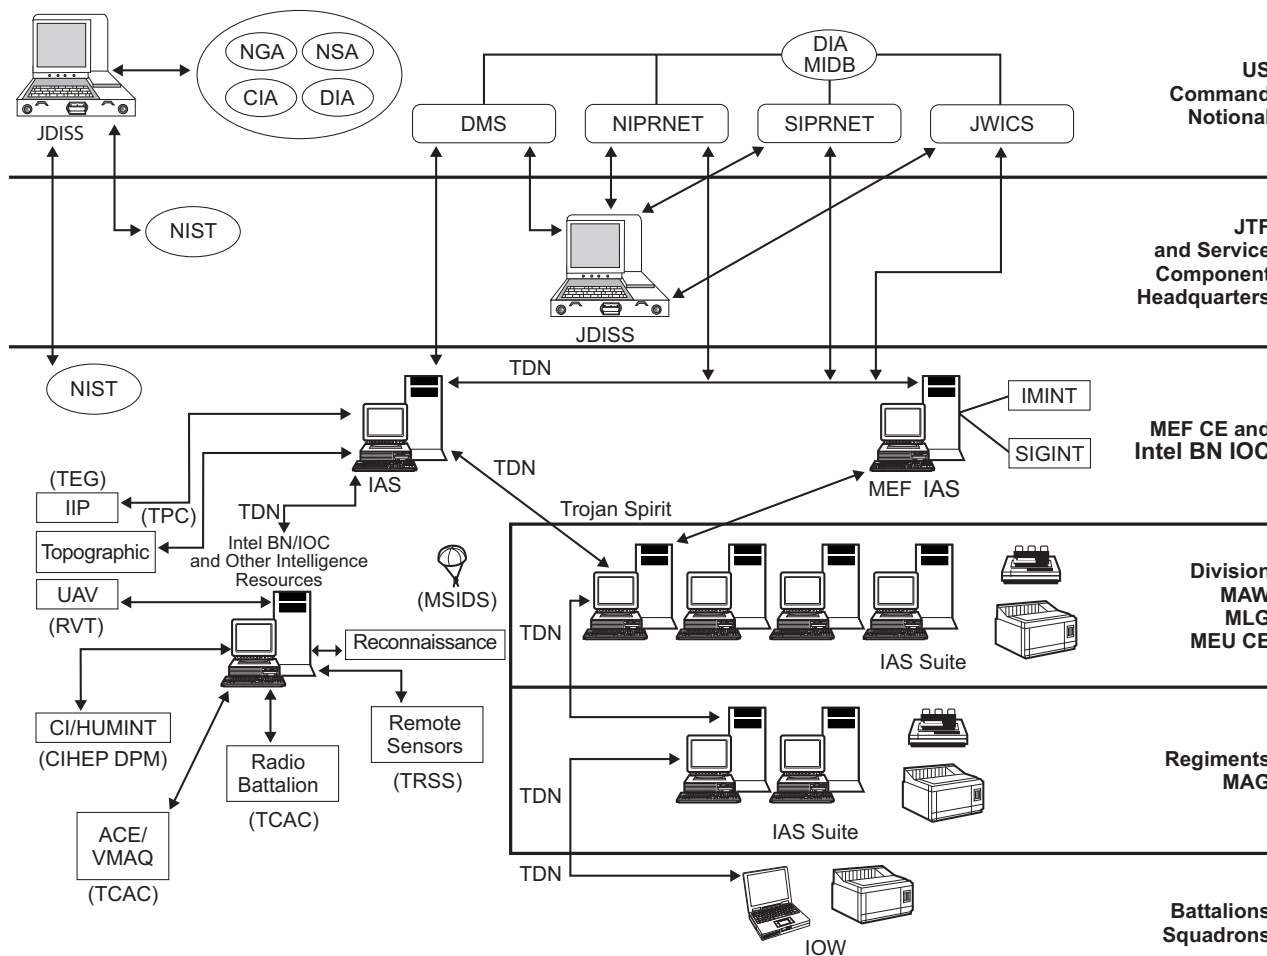 NGA
NSA
CIA
DIA
JDISS
DIA
MIDB
DMS
NIPRNET
SIPRNET
JWICS
US
Command
Notional
NIST
JDISS
JTF
and Service
Component
Headquarters
NIST
TDN
IAS
MEF IAS
IMINT
SIGINT
MEF CE and
Intel BN IOC
(TEG)
IIP
(TPC)
Topographic
TDN
TDN
Trojan Spirit
Intel BN/IOC
and Other Intelligence
Resources
UAV
(RVT)
(MSIDS)
Reconnaissance
CI/HUMINT
(CIHEP DPM)
Radio
Battalion
(TCAC)
Remote
Sensors
(TRSS)
ACE/
VMAQ
(TCAC)
TDN
IAS Suite
Division
MAW
MLG
MEU CE
TDN
IAS Suite
Regiments
MAG
TDN
IOW
Battalions
Squadrons